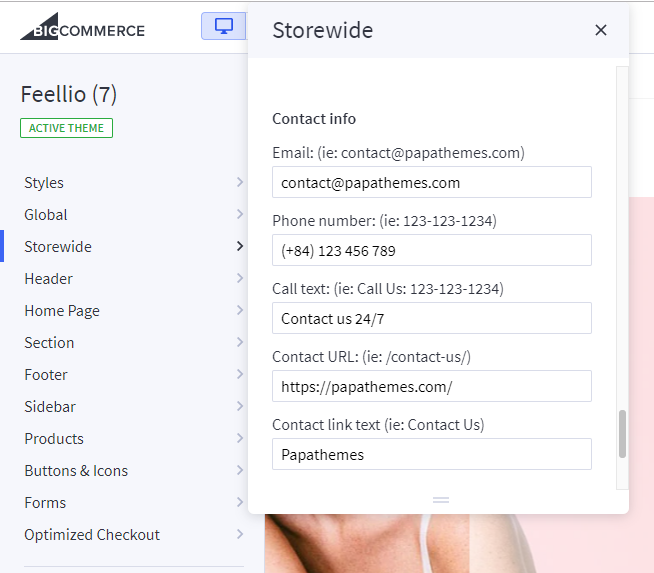 BIGCOMMERCE
Feellio (7)
ACTIVE THEME
Styles
Global
Storewide
Header
Home Page
Section
Footer
Sidebar
Products
Buttons & Icons
Forms
Optimized Checkout
Storewide
Contact info
Email: (ie: contact@papathemes.com)
contact@papathemes.com
Phone number: (ie: 123-123-1234)
(+84) 123 456 789
Call text: (ie: Call Us: 123-123-1234)
Contact us 24/7
Contact URL: (ie: /contact-us/)
https://papathemes.com/
Contact link text (ie: Contact Us)
Papathemes